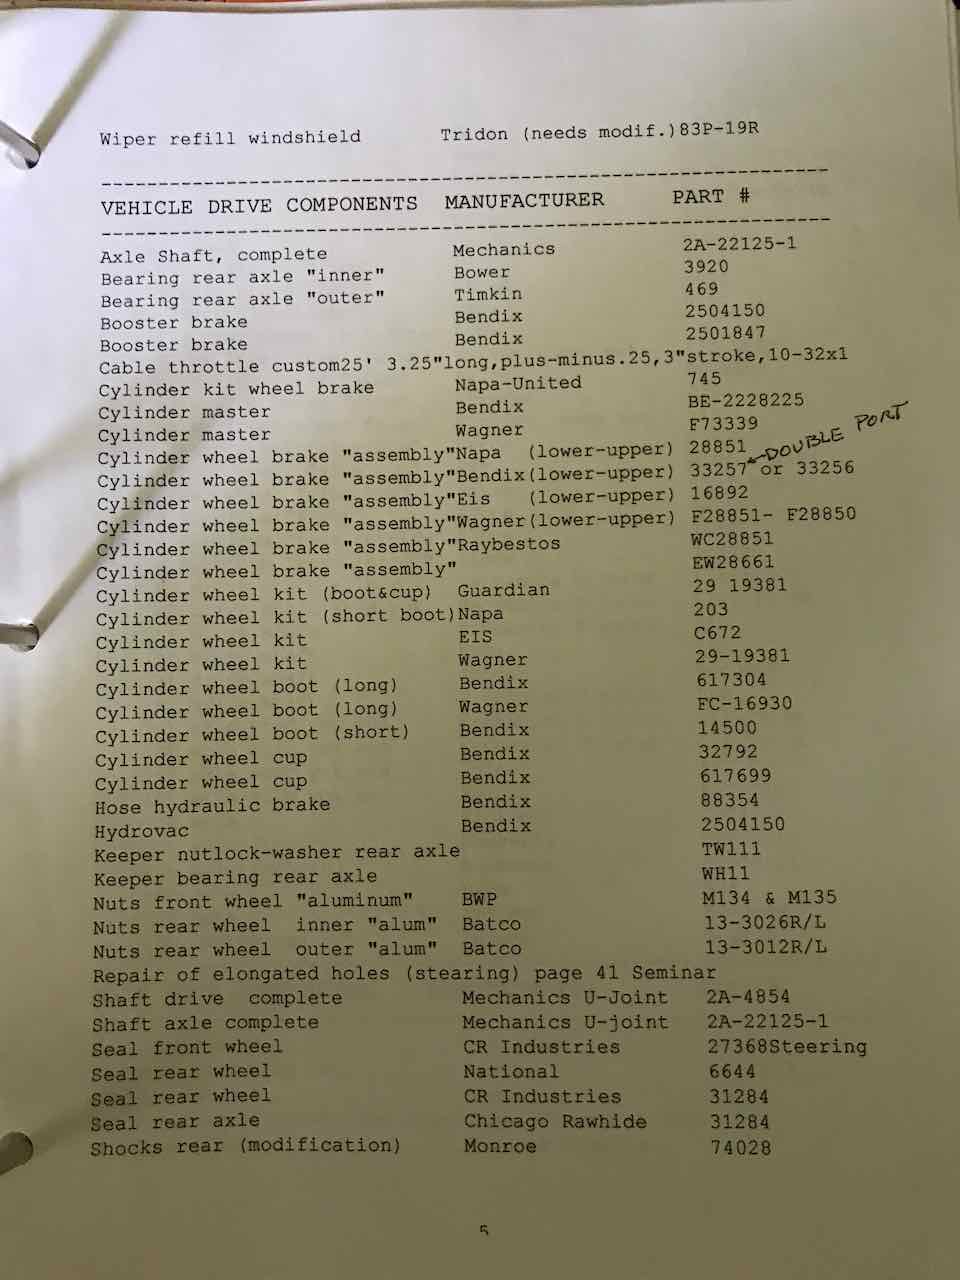 Wiper refill windshield Tridon (needs modif.)83P-19R
VEHICLE DRIVE COMPONENTS MANUFACTURER PART #
Axle Shaft, complete Mechanics 2A-22125-1
Bearing rear axle "inner" Bower 3920
Bearing rear axle "outer" Timkin 469
Booster brake Bendix 2504150
Booster brake Bendix 2501847
Cable throttle custom25' 3.25"long,plus-minus.25,3"stroke,10-32x1
Cylinder kit wheel brake Napa-United 745
Cylinder master Bendix BE-2228225
Cylinder master Wagner F73339
Cylinder wheel brake "assembly"Napa (lower-upper) 28851 DOUBLE PORT
Cylinder wheel brake "assembly"Bendix(lower-upper) 33257 or 33256
Cylinder wheel brake "assembly"Eis (lower-upper) 16892
Cylinder wheel brake "assembly"Wagner(lower-upper) F28851- F28850
Cylinder wheel brake "assembly"Raybestos WC28851
Cylinder wheel brake "assembly" EW28661
Cylinder wheel kit (boot&cup) Guardian 29 19381
Cylinder wheel kit (short boot)Napa 203
Cylinder wheel kit EIS C672
Cylinder wheel kit Wagner 29-19381
Cylinder wheel boot (long) Bendix 617304
Cylinder wheel boot (long) Wagner FC-16930
Cylinder wheel boot (short) Bendix 14500
Cylinder wheel cup Bendix 32792
Cylinder wheel cup Bendix 617699
Hose hydraulic brake Bendix 88354
Hydrovac Bendix 2504150
Keeper nutlock-washer rear axle TW111
Keeper bearing rear axle WH11
Nuts front wheel "aluminum" BWP M134 & M135
Nuts rear wheel inner "alum" Batco 13-3026R/L
Nuts rear wheel outer "alum" Batco 13-3012R/L
Repair of elongated holes (stearing) page 41 Seminar
Shaft drive complete Mechanics U-Joint 2A-4854
Shaft axle complete Mechanics U-joint 2A-22125-1
Seal front wheel CR Industries 27368Steering
Seal rear wheel National 6644
Seal rear wheel CR Industries 31284
Seal rear axle Chicago Rawhide 31284
Shocks rear (modification) Monroe 74028
5